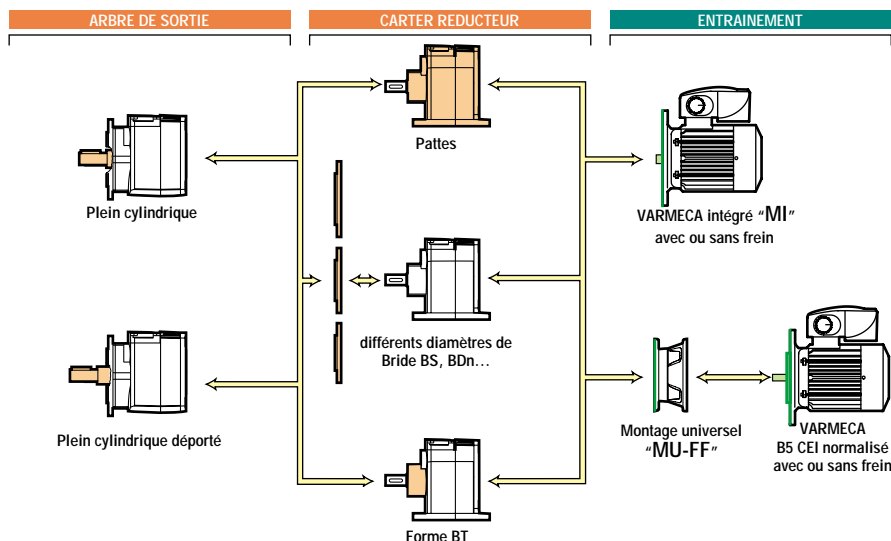 ARBRE DE SORTIE
CARTER REDUCTEUR
ENTRAINEMENT
Pattes
Plein cylindrique
VARMECA intégré “MI”
avec ou sans frein
différents diamètres de
Bride BS, BDn...
Plein cylindrique déporté
Montage universel
“MU-FF”
VARMECA
B5 CEI normalisé
avec ou sans frein
Forme BT